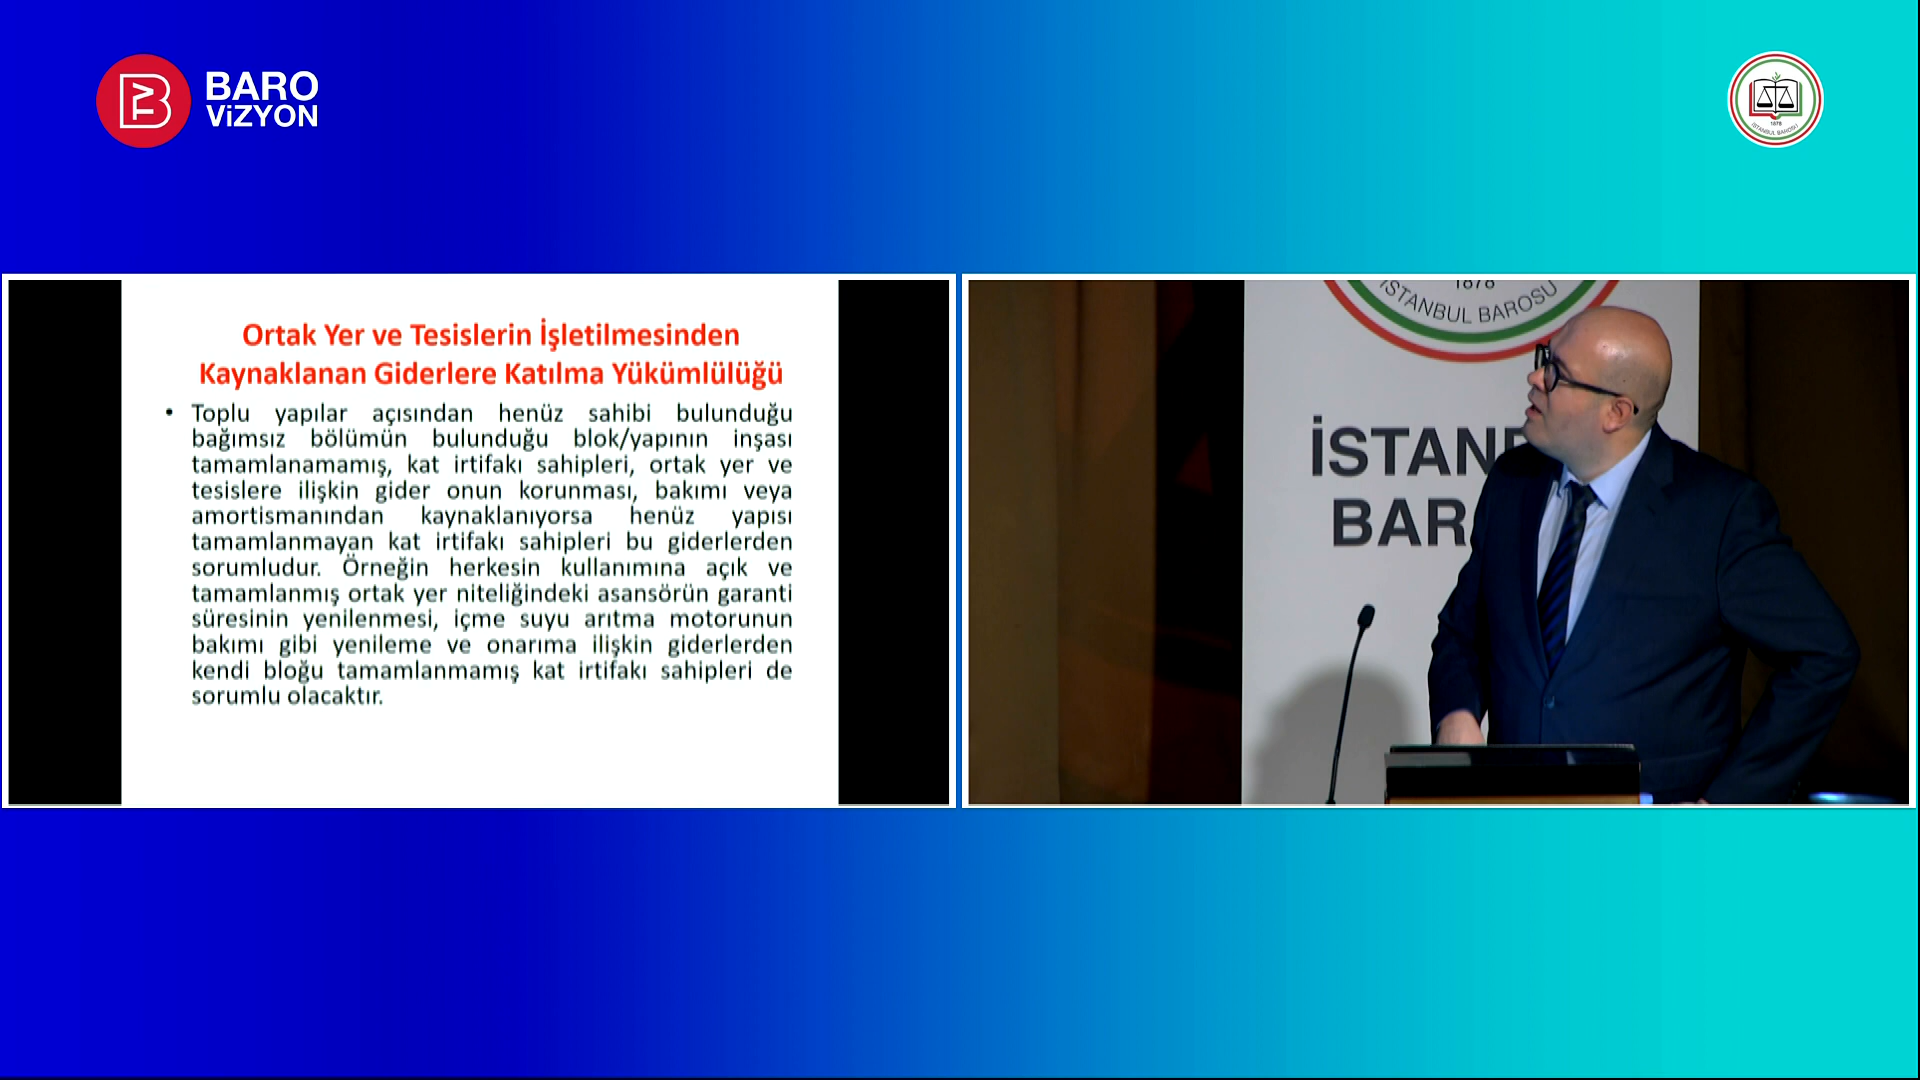 BARO
ViZYON
1878
İSTANBUL BAROSU
Ortak Yer ve Tesislerin İşletilmesinden
Kaynaklanan Giderlere Katılma Yükümlülüğü
• Toplu yapılar açısından henüz sahibi bulunduğu
bağımsız bölümün bulunduğu blok/yapının inşası
tamamlanamamış, kat irtifakı sahipleri, ortak yer ve
tesislere ilişkin gider onun korunması, bakımı veya
amortismanından kaynaklanıyorsa henüz yapısı
tamamlanmayan kat irtifakı sahipleri bu giderlerden
sorumludur. Örneğin herkesin kullanımına açık ve
tamamlanmış ortak yer niteliğindeki asansörün garanti
süresinin yenilenmesi, içme suyu arıtma motorunun
bakımı gibi yenileme ve onarıma ilişkin giderlerden
kendi bloğu tamamlanmamış kat irtifakı sahipleri de
sorumlu olacaktır.
1878
İSTANBUL BAROSU
İSTAN
BAR